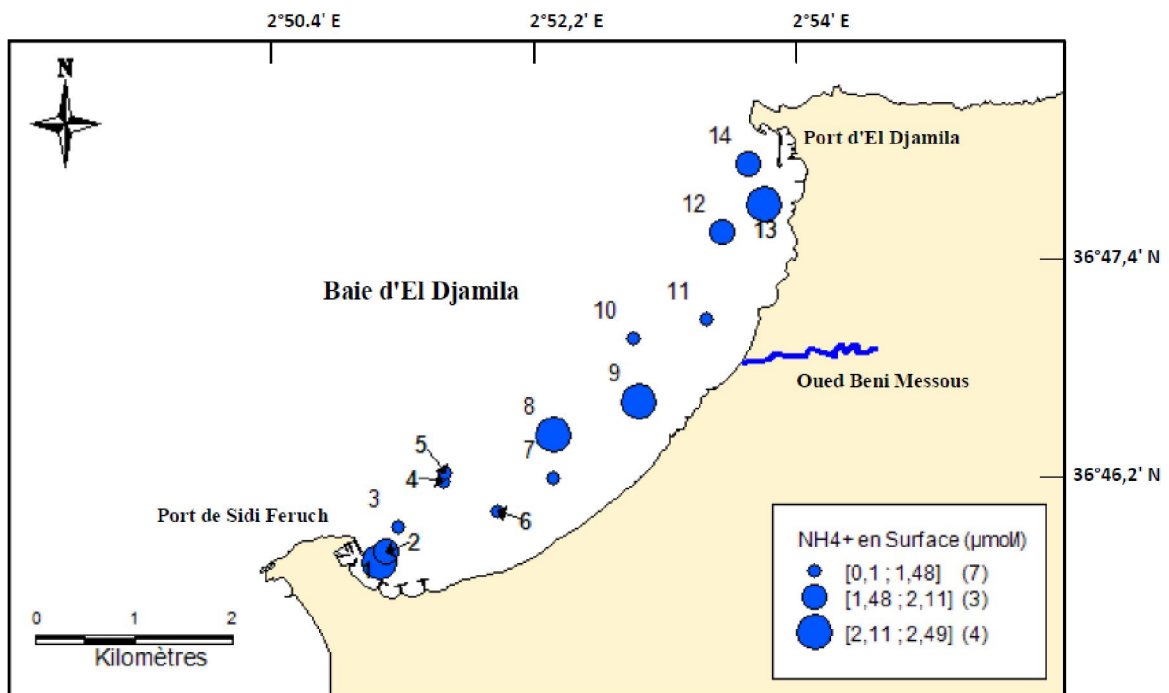 2°50.4' E
2°52,2' E
2°54' E
N
14
Port d'El Djamila
12
13
36°47,4' N
Baie d'El Djamila
11
10
Oued Beni Messous
9
8
7
5
4
36°46,2' N
3
6
Port de Sidi Feruch
2
NH4+ en Surface (µmol/l)
[0,1 ; 1,48] (7)
[1,48 ; 2,11] (3)
[2,11 ; 2,49] (4)
0 1 2
Kilomètres